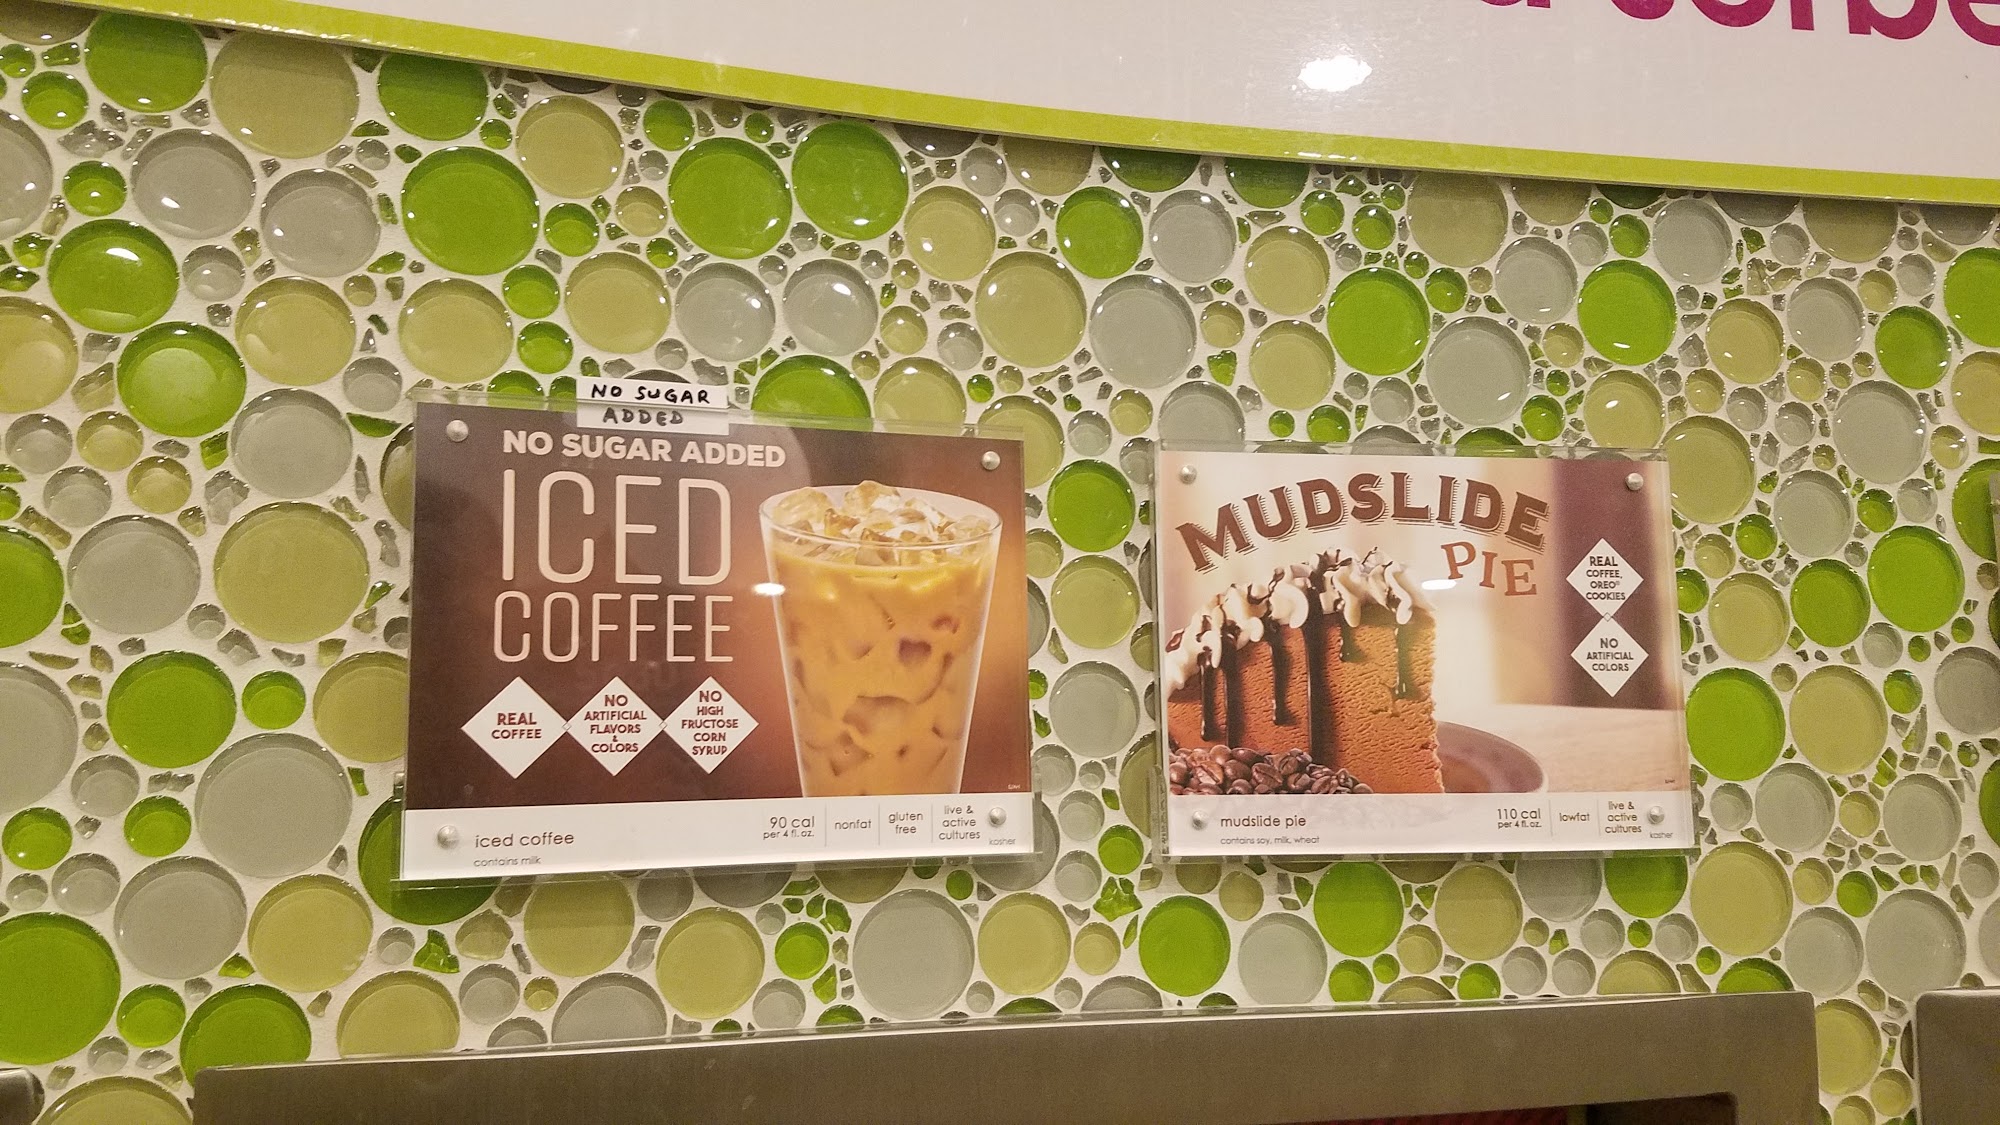 NO SUGAR
ADDED
NO SUGAR ADDED
ICED
COFFEE
REAL
COFFEE
NO
ARTIFICIAL
FLAVORS
&
COLORS
NO
HIGH
FRUCTOSE
CORN
SYRUP
iced coffee
contains milk
90 cal
per 4 fl. oz.
nonfat
gluten
free
live &
active
cultures
kosher
MUDSLIDE
PIE
REAL
COFFEE,
OREO®
COOKIES
NO
ARTIFICIAL
COLORS
mudslide pie
contains soy, milk, wheat
110 cal
per 4 fl. oz.
lowfat
live &
active
cultures
kosher